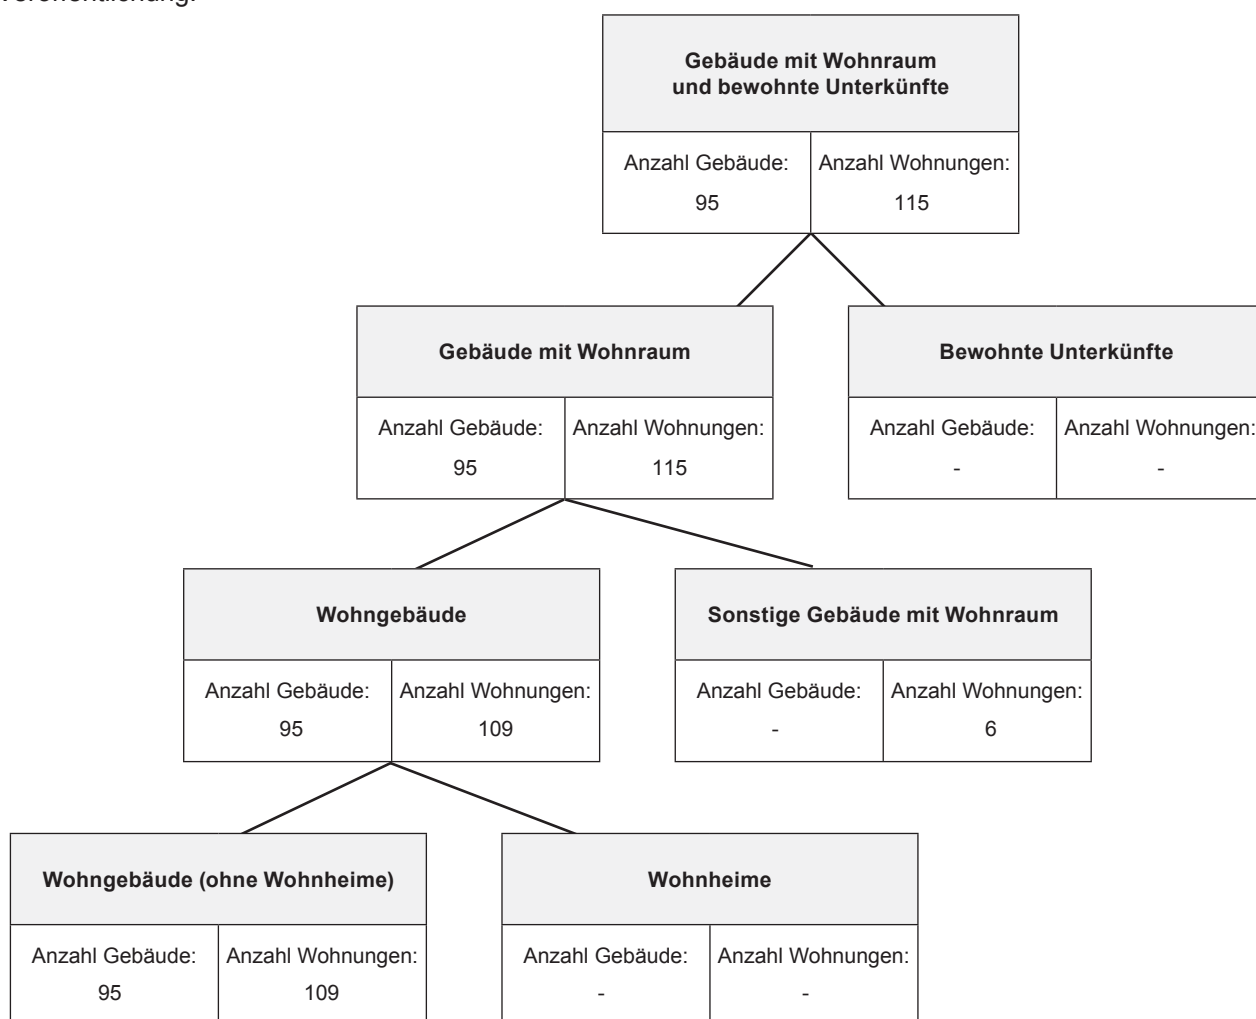 Veröffentlichung.
Gebäude mit Wohnraum
und bewohnte Unterkünfte
Anzahl Gebäude: Anzahl Wohnungen:
95 115
Gebäude mit Wohnraum
Anzahl Gebäude: Anzahl Wohnungen:
95 115
Bewohnte Unterkünfte
Anzahl Gebäude: Anzahl Wohnungen:
- -
Wohngebäude
Anzahl Gebäude: Anzahl Wohnungen:
95 109
Sonstige Gebäude mit Wohnraum
Anzahl Gebäude: Anzahl Wohnungen:
- 6
Wohngebäude (ohne Wohnheime)
Anzahl Gebäude: Anzahl Wohnungen:
95 109
Wohnheime
Anzahl Gebäude: Anzahl Wohnungen:
- -